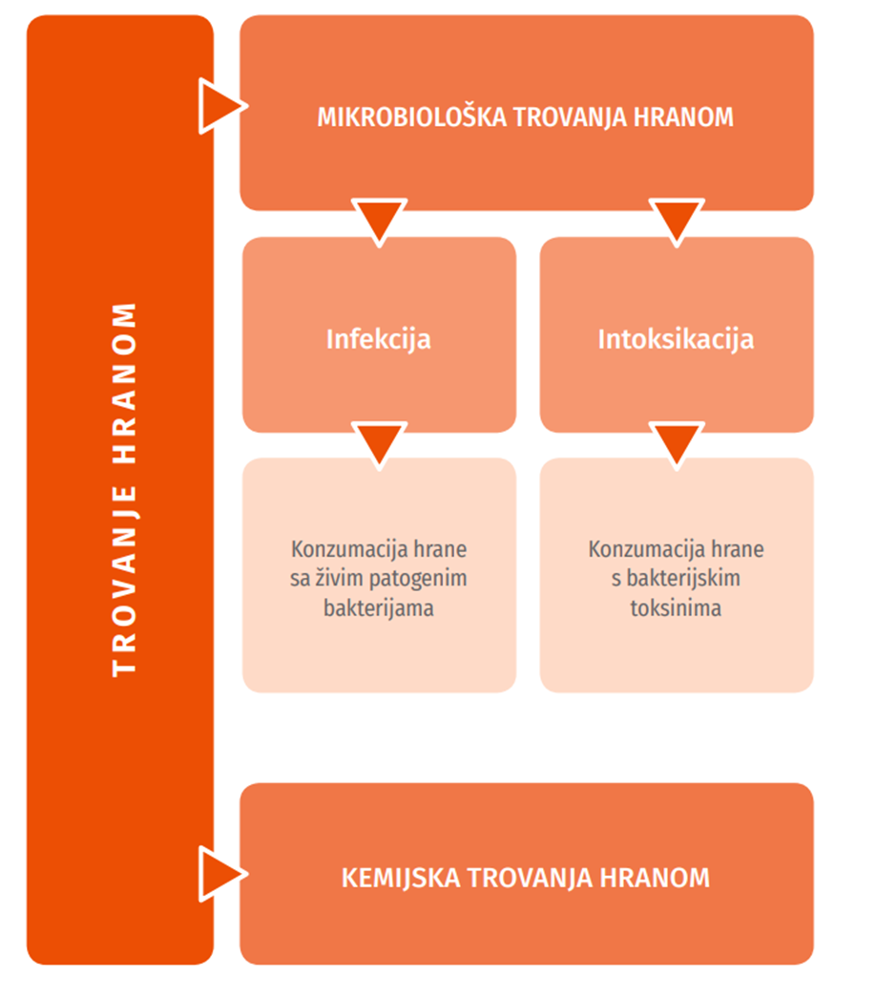 TROVANJE HRANOM
MIKROBIOLOŠKA TROVANJA HRANOM
Infekcija
Intoksikacija
Konzumacija hrane
sa živim patogenim
bakterijama
Konzumacija hrane
s bakterijskim
toksinima
KEMIJSKA TROVANJA HRANOM